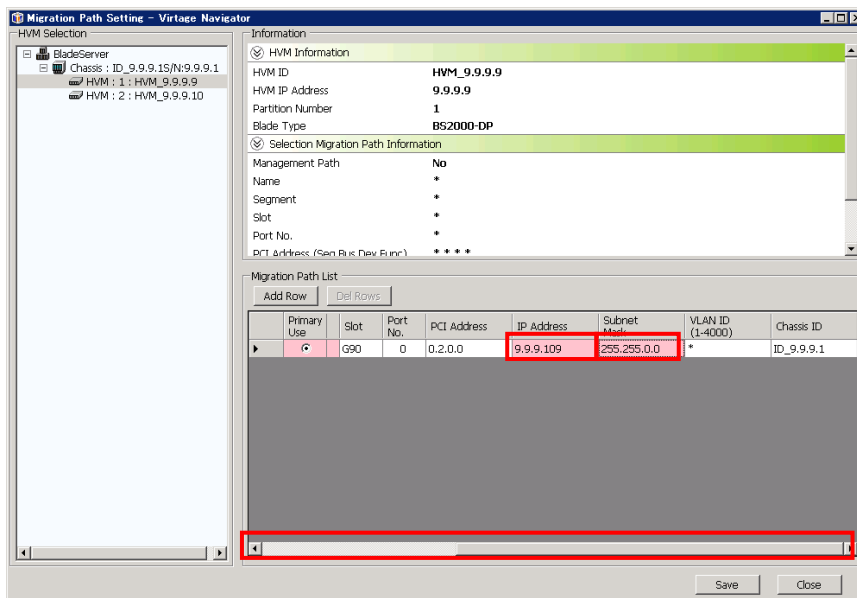 Migration Path Setting - Virtage Navigator
HVM Selection
BladeServer
Chassis : ID_9.9.9.1S/N:9.9.9.1
HVM : 1 : HVM_9.9.9.9
HVM : 2 : HVM_9.9.9.10
Information
HVM Information
HVM ID HVM_9.9.9.9
HVM IP Address 9.9.9.9
Partition Number 1
Blade Type BS2000-DP
Selection Migration Path Information
Management Path No
Name *
Segment *
Slot *
Port No. *
PCI Address (Seg Bus Dev Func) * * * *
Migration Path List
Add Row Del Rows
Primary Use Slot Port No. PCI Address IP Address Subnet Mask VLAN ID (1-4000) Chassis ID
G90 0 0.2.0.0 9.9.9.109 255.255.0.0 * ID_9.9.9.1
Save Close